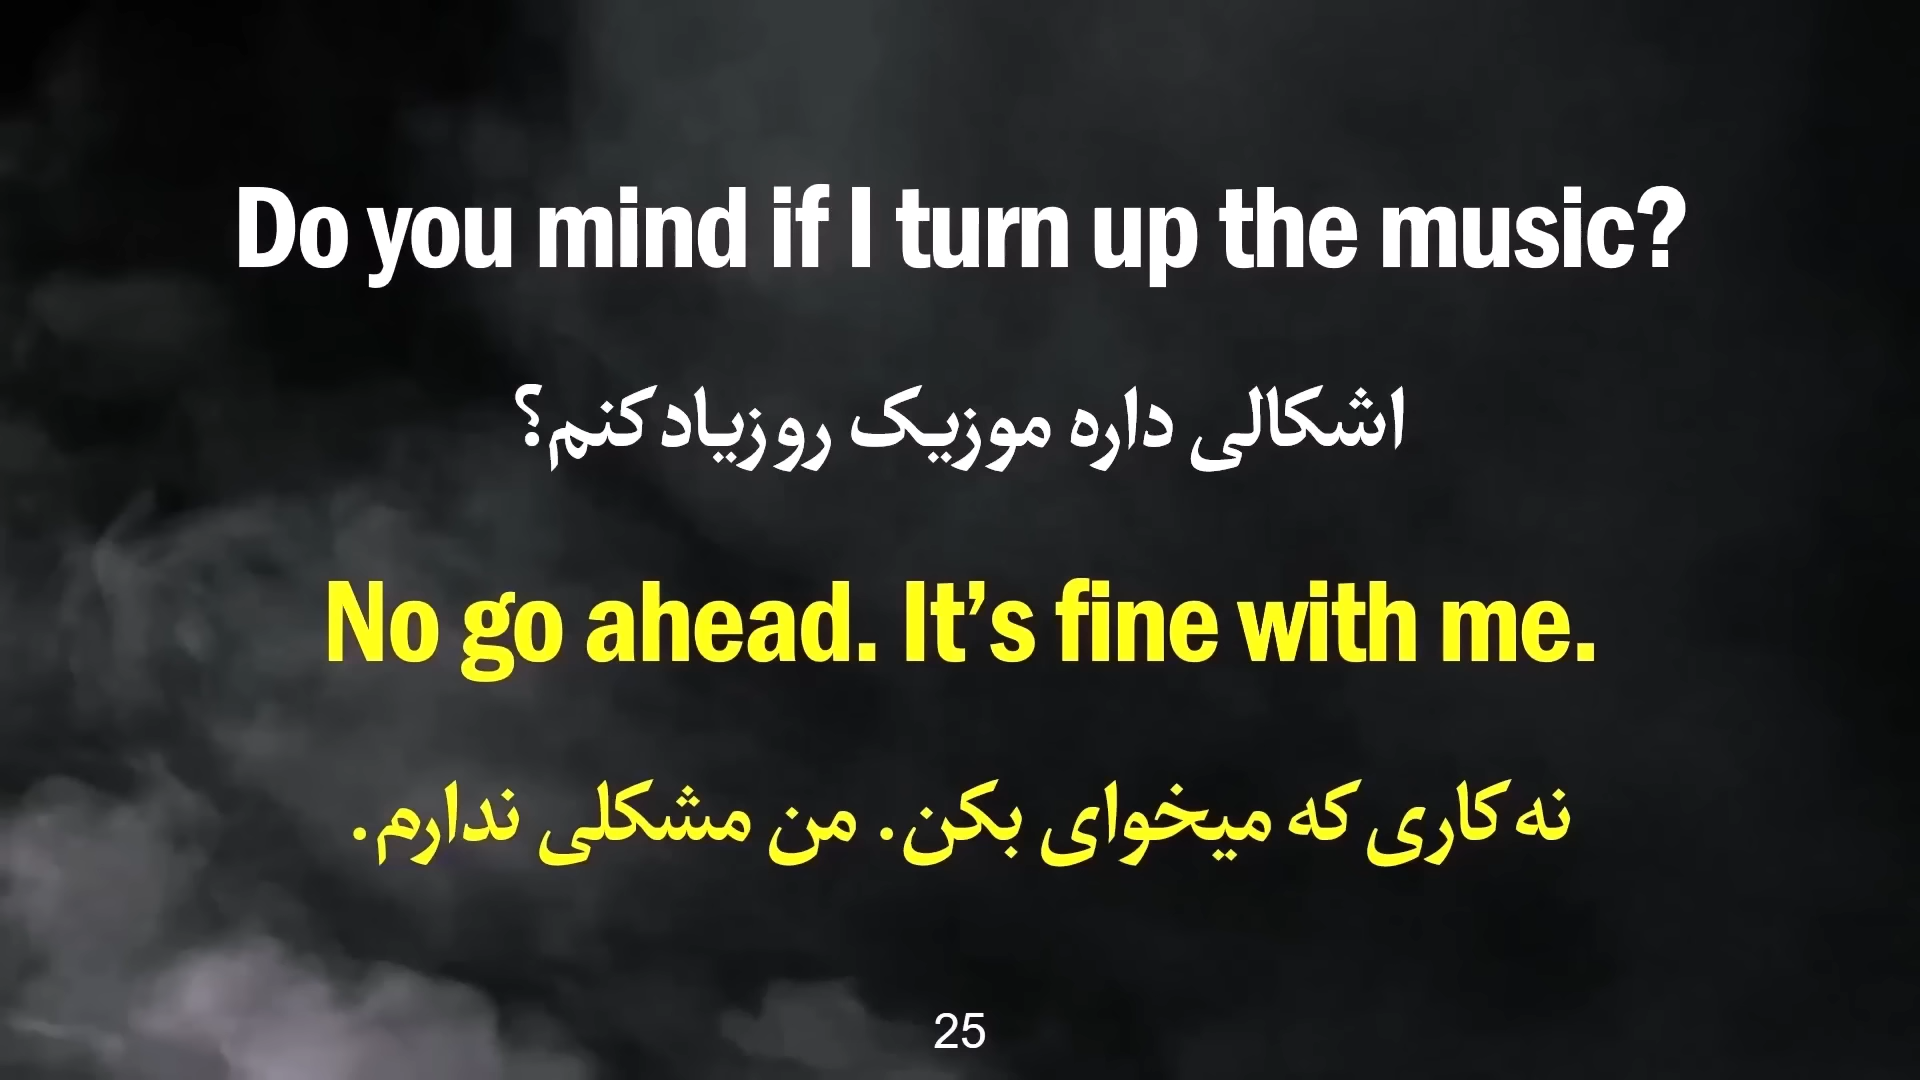 Do you mind if I turn up the music?
اشکالی داره موزیک رو زیاد کنم؟
No go ahead. It’s fine with me.
نه کاری که میخوای بکن. من مشکلی ندارم.
25